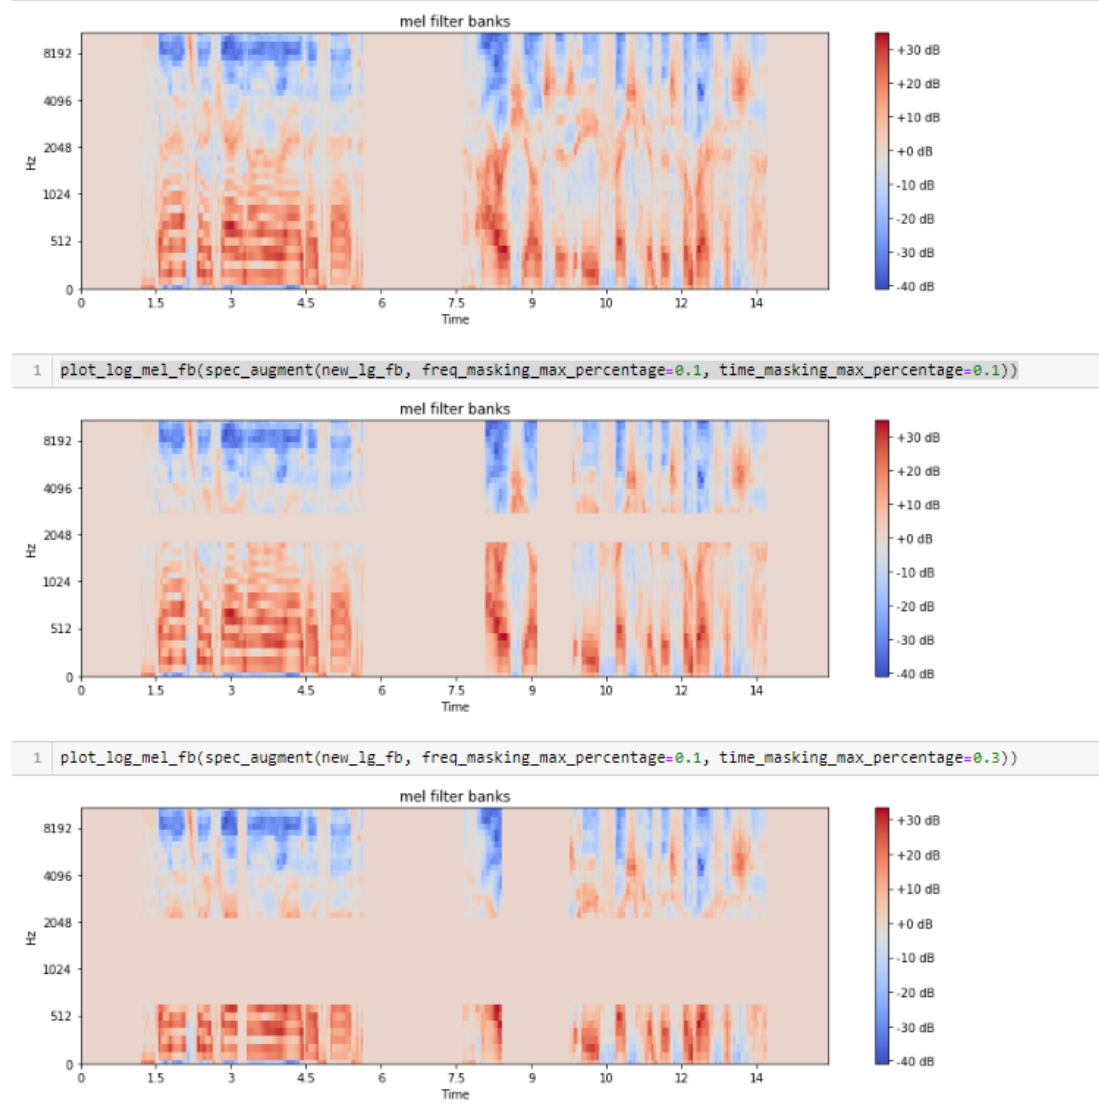 mel filter banks
8192
4096
2048
1024
512
0
Hz
0 1.5 3 4.5 6 7.5 9 10 12 14
Time
+30 dB
+20 dB
+10 dB
+0 dB
-10 dB
-20 dB
-30 dB
-40 dB
1 plot_log_mel_fb(spec_augment(new_lg_fb, freq_masking_max_percentage=0.1, time_masking_max_percentage=0.1))
mel filter banks
8192
4096
2048
1024
512
0
Hz
0 1.5 3 4.5 6 7.5 9 10 12 14
Time
+30 dB
+20 dB
+10 dB
+0 dB
-10 dB
-20 dB
-30 dB
-40 dB
1 plot_log_mel_fb(spec_augment(new_lg_fb, freq_masking_max_percentage=0.1, time_masking_max_percentage=0.3))
mel filter banks
8192
4096
2048
1024
512
0
Hz
0 1.5 3 4.5 6 7.5 9 10 12 14
Time
+30 dB
+20 dB
+10 dB
+0 dB
-10 dB
-20 dB
-30 dB
-40 dB